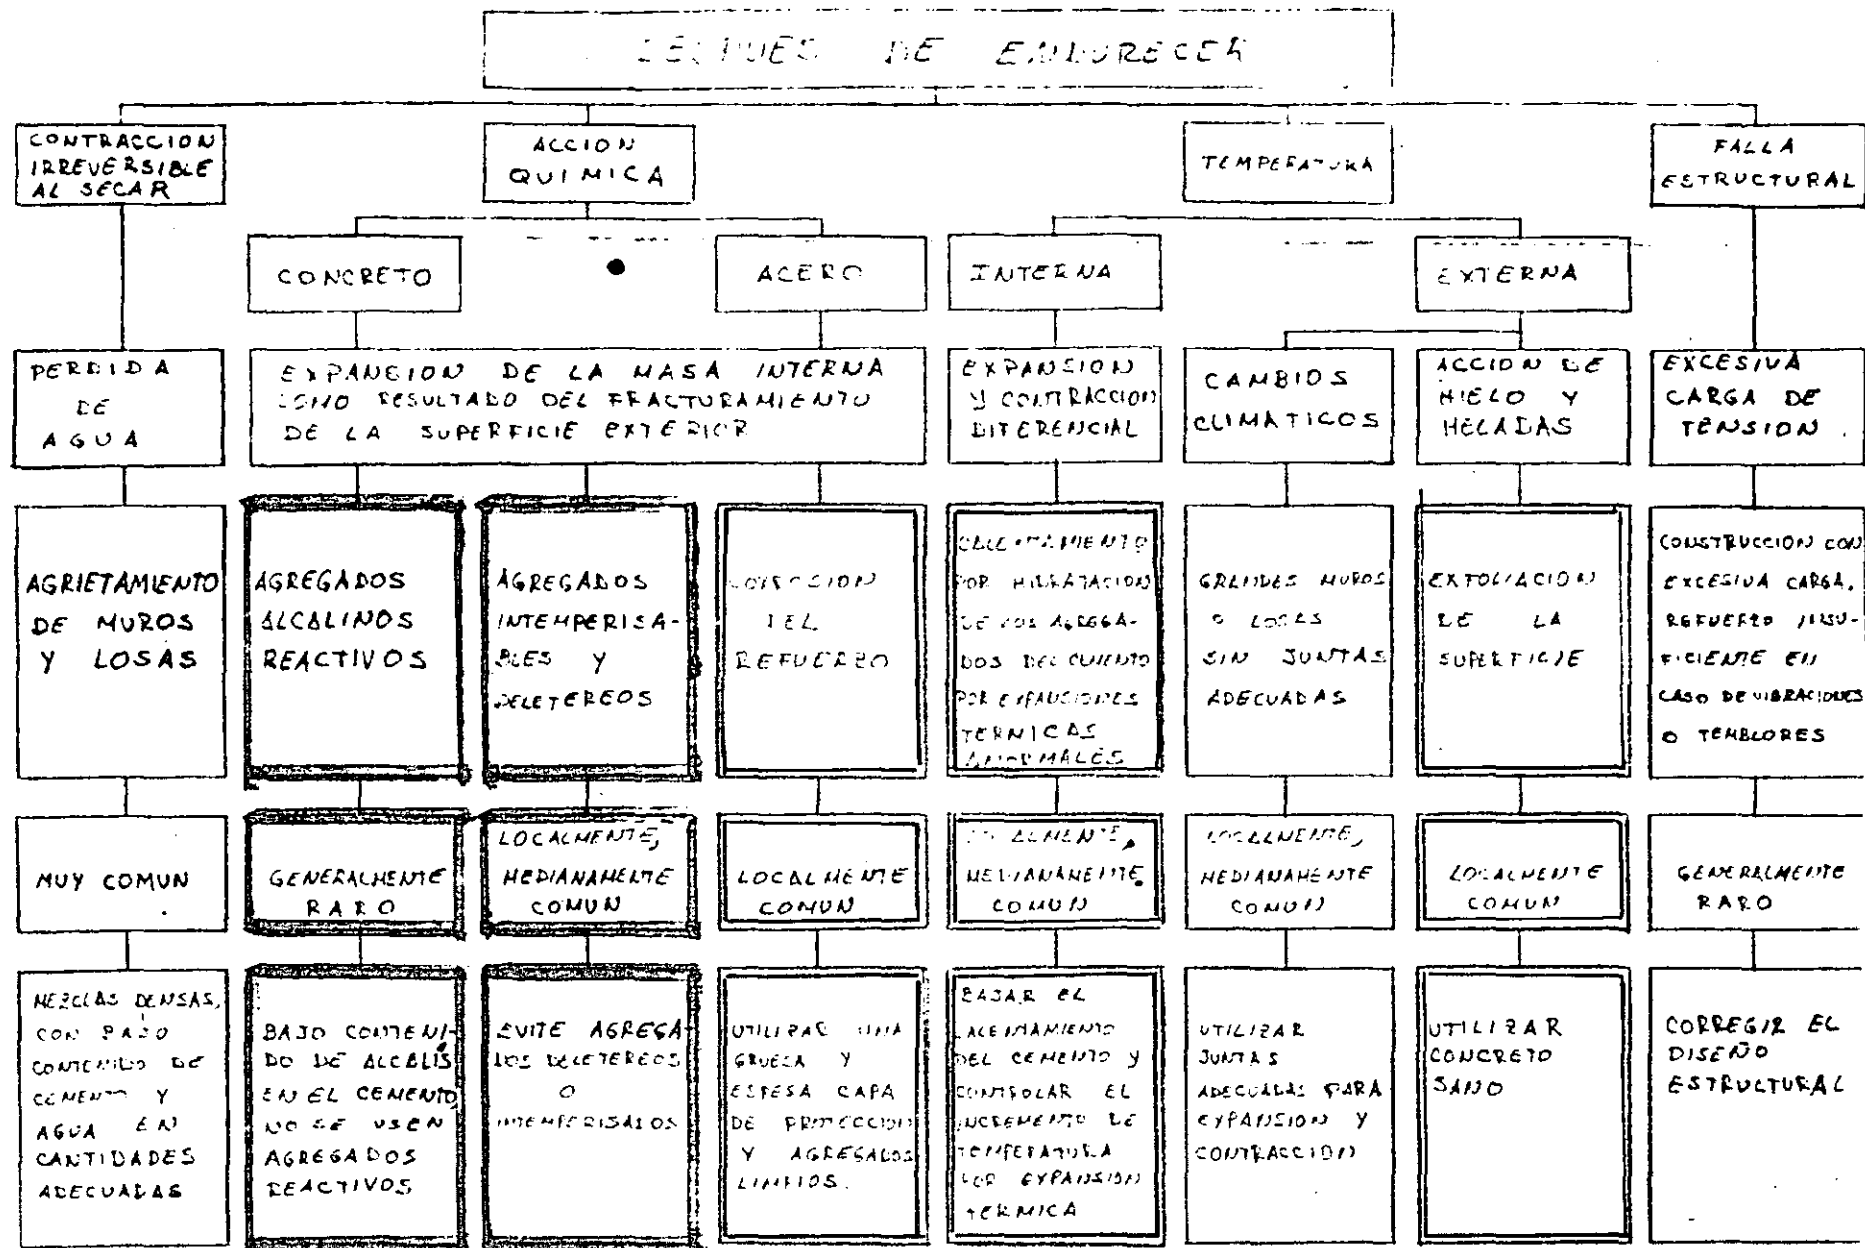 DESPUES DE ENDURECER
CONTRACCION
IRREVERSIBLE
AL SECAR
ACCION
QUIMICA
TEMPERATURA
FALLA
ESTRUCTURAL
CONCRETO
ACERO
INTERNA
EXTERNA
PERDIDA
DE
AGUA
EXPANCION DE LA MASA INTERNA
COMO RESULTADO DEL FRACTURAMIENTO
DE LA SUPERFICIE EXTERIOR
EXPANSION
Y CONTRACCION
DIFERENCIAL
CAMBIOS
CLIMATICOS
ACCION DE
HIELO Y
HELADAS
EXCESIVA
CARGA DE
TENSION
AGRIETAMIENTO
DE MUROS
Y LOSAS
AGREGADOS
ALCALINOS
REACTIVOS
AGREGADOS
INTEMPERISA-
BLES Y
DELETEREOS
CORROSION
DEL
REFUERZO
CALENTAMIENTO
POR HIDRATACION
DE LOS AGREGA-
DOS DEL
POR EXPANCIONES
TERMICAS
ANORMALES
GRANDES MUROS
O LOSAS
SIN JUNTAS
ADECUADAS
EXFOLIACION
DE LA
SUPERFICIE
CONSTRUCCION CON
EXCESIVA CARGA.
REFUERZO INSU-
FICIENTE EN
CASO DE VIBRACIONES
O TEMBLORES
MUY COMUN
GENERALMENTE
RARO
LOCALMENTE,
MEDIANAMENTE
COMUN
LOCALMENTE
COMUN
LOCALMENTE,
MEDIANAMENTE
COMUN
LOCALMENTE,
MEDIANAMENTE
COMUN
LOCALMENTE
COMUN
GENERALMENTE
RARO
MEZCLAS DENSAS,
CON BAJO
CONTENIDO DE
CEMENTO Y
AGUA EN
CANTIDADES
ADECUADAS
BAJO CONTENI-
DO DE ALCALIS
EN EL CEMENTO,
NO SE USEN
AGREGADOS
REACTIVOS
EVITE AGREGA-
DOS DELETEREOS
O
INTEMPERISADOS
UTILIZAR UNA
GRUESA Y
ESPESA CAPA
DE PROTECCION
Y AGREGADOS
LIMPIOS.
BAJAR EL
DEL CEMENTO Y
CONTROLAR EL
INCREMENTO DE
TEMPERATURA
POR EXPANSION
TERMICA
UTILIZAR
JUNTAS
ADECUADAS PARA
EXPANSION Y
CONTRACCION
UTILIZAR
CONCRETO
SANO
CORREGIR EL
DISEÑO
ESTRUCTURAL